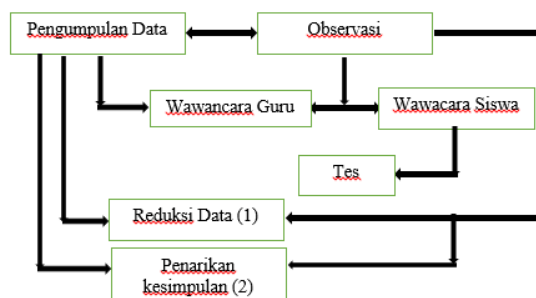 Pengumpulan Data
Observasi
Wawancara Guru
Wawacara Siswa
Tes
Reduksi Data (1)
Penarikan
kesimpulan (2)